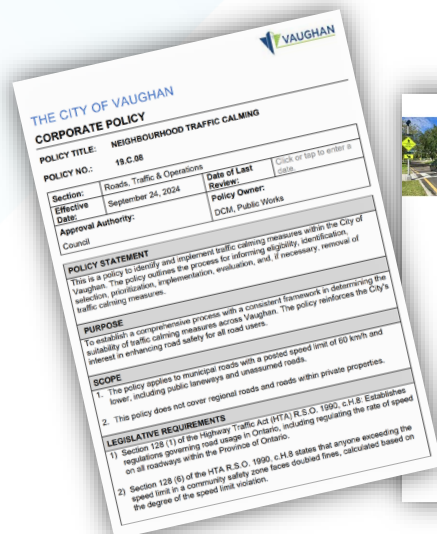 VAUGHAN
THE CITY OF VAUGHAN
CORPORATE POLICY
POLICY TITLE: NEIGHBOURHOOD TRAFFIC CALMING
POLICY NO.: 19.C.08
Section: Roads, Traffic & Operations
Effective Date: September 24, 2024
Date of Last Review: Click or tap to enter a date.
Approval Authority:
Council
Policy Owner:
DCM, Public Works
POLICY STATEMENT
This is a policy to identify and implement traffic calming measures within the City of
Vaughan. The policy outlines the process for informing eligibility, identification,
selection, prioritization, implementation, evaluation, and, if necessary, removal of
traffic calming measures.
PURPOSE
To establish a comprehensive process with a consistent framework in determining the
suitability of traffic calming measures across Vaughan. The policy reinforces the City's
interest in enhancing road safety for all road users.
SCOPE
1. The policy applies to municipal roads with a posted speed limit of 60 km/h and
lower, including public laneways and unassumed roads.
2. This policy does not cover regional roads and roads within private properties.
LEGISLATIVE REQUIREMENTS
1) Section 128 (1) of the Highway Traffic Act (HTA) R.S.O. 1990, c.H.8: Establishes
regulations governing road usage in Ontario, including regulating the rate of speed
on all roadways within the Province of Ontario.
2) Section 128 (6) of the HTA R.S.O. 1990, c.H.8 states that anyone exceeding the
speed limit in a community safety zone faces doubled fines, calculated based on
the degree of the speed limit violation.